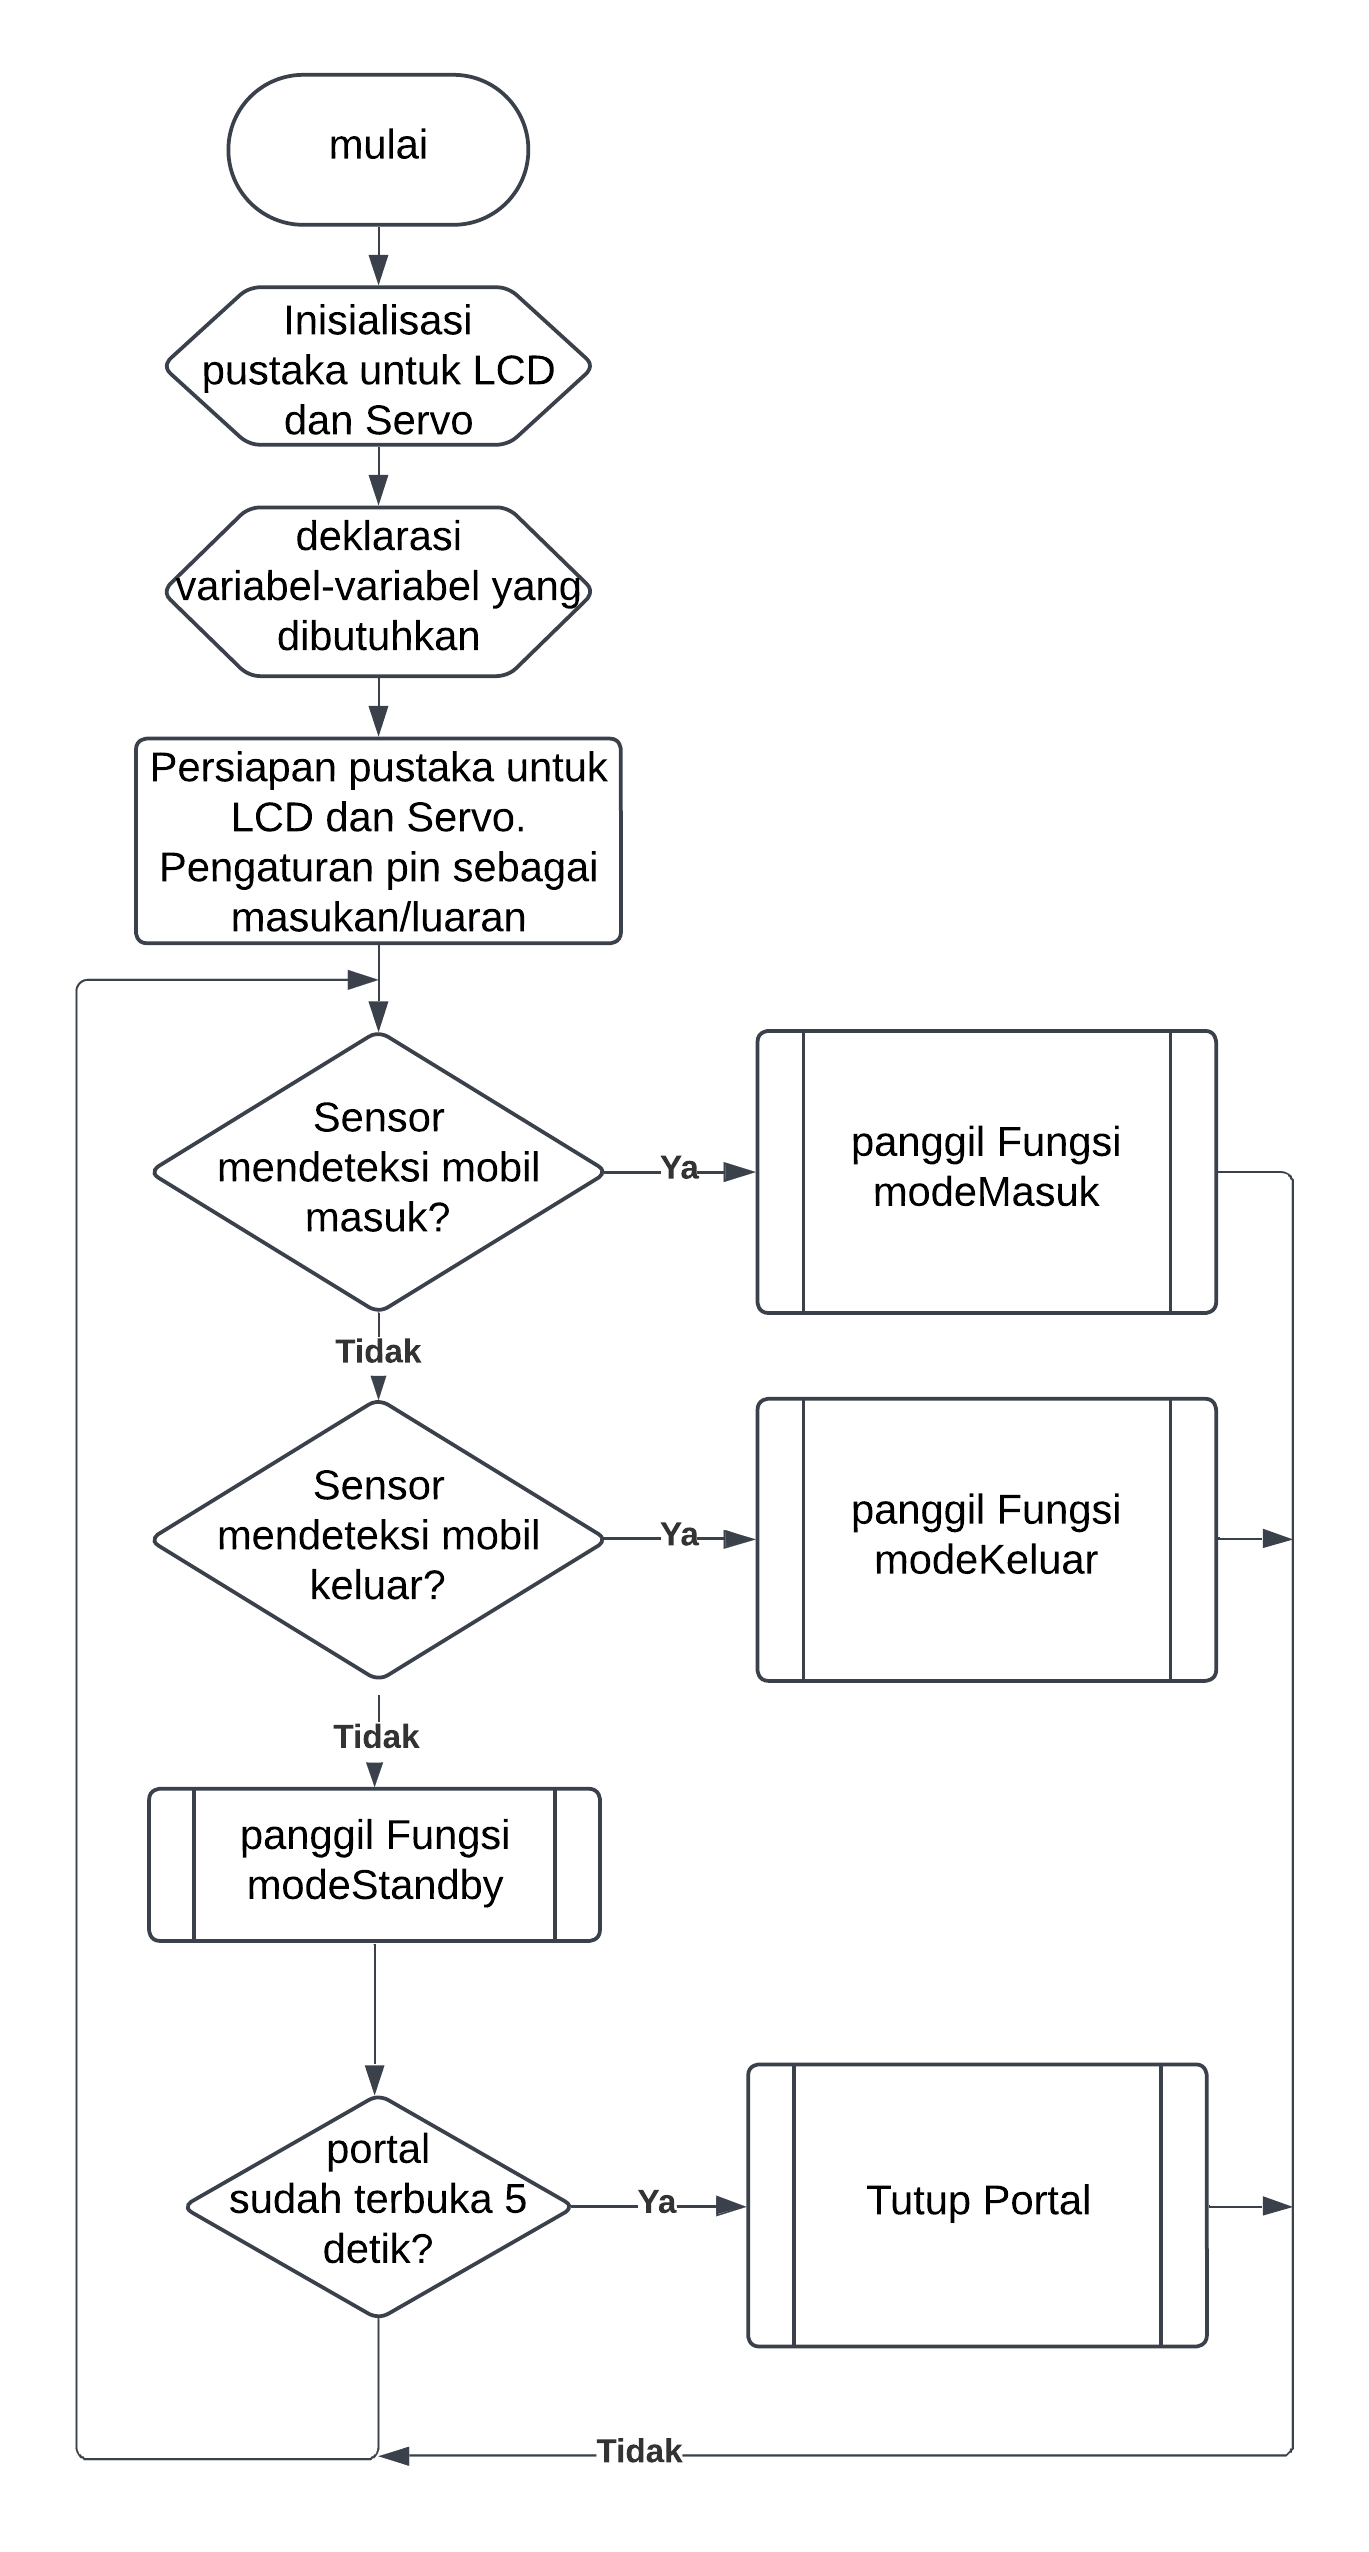 mulai
Inisialisasi
pustaka untuk LCD
dan Servo
deklarasi
variabel-variabel yang
dibutuhkan
Persiapan pustaka untuk
LCD dan Servo.
Pengaturan pin sebagai
masukan/luaran
Sensor
mendeteksi mobil
masuk?
Ya
panggil Fungsi
modeMasuk
Tidak
Sensor
mendeteksi mobil
keluar?
Ya
panggil Fungsi
modeKeluar
Tidak
panggil Fungsi
modeStandby
portal
sudah terbuka 5
detik?
Ya
Tutup Portal
Tidak